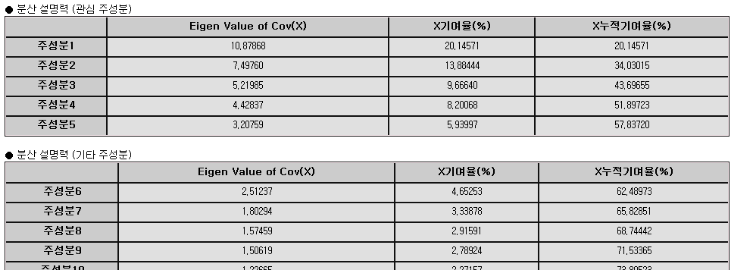 ● 분산 설명력 (관심 주성분)
Eigen Value of Cov(X) X기여율(%) X누적기여율(%)
주성분1 10,87868 20,14571 20,14571
주성분2 7,49760 13,88444 34,03015
주성분3 5,21985 9,66640 43,69655
주성분4 4,42837 8,20068 51,89723
주성분5 3,20759 5,93997 57,83720
● 분산 설명력 (기타 주성분)
Eigen Value of Cov(X) X기여율(%) X누적기여율(%)
주성분6 2,51237 4,65253 62,48973
주성분7 1,80294 3,33878 65,82851
주성분8 1,57459 2,91591 68,74442
주성분9 1,50619 2,78924 71,53365
주성분10